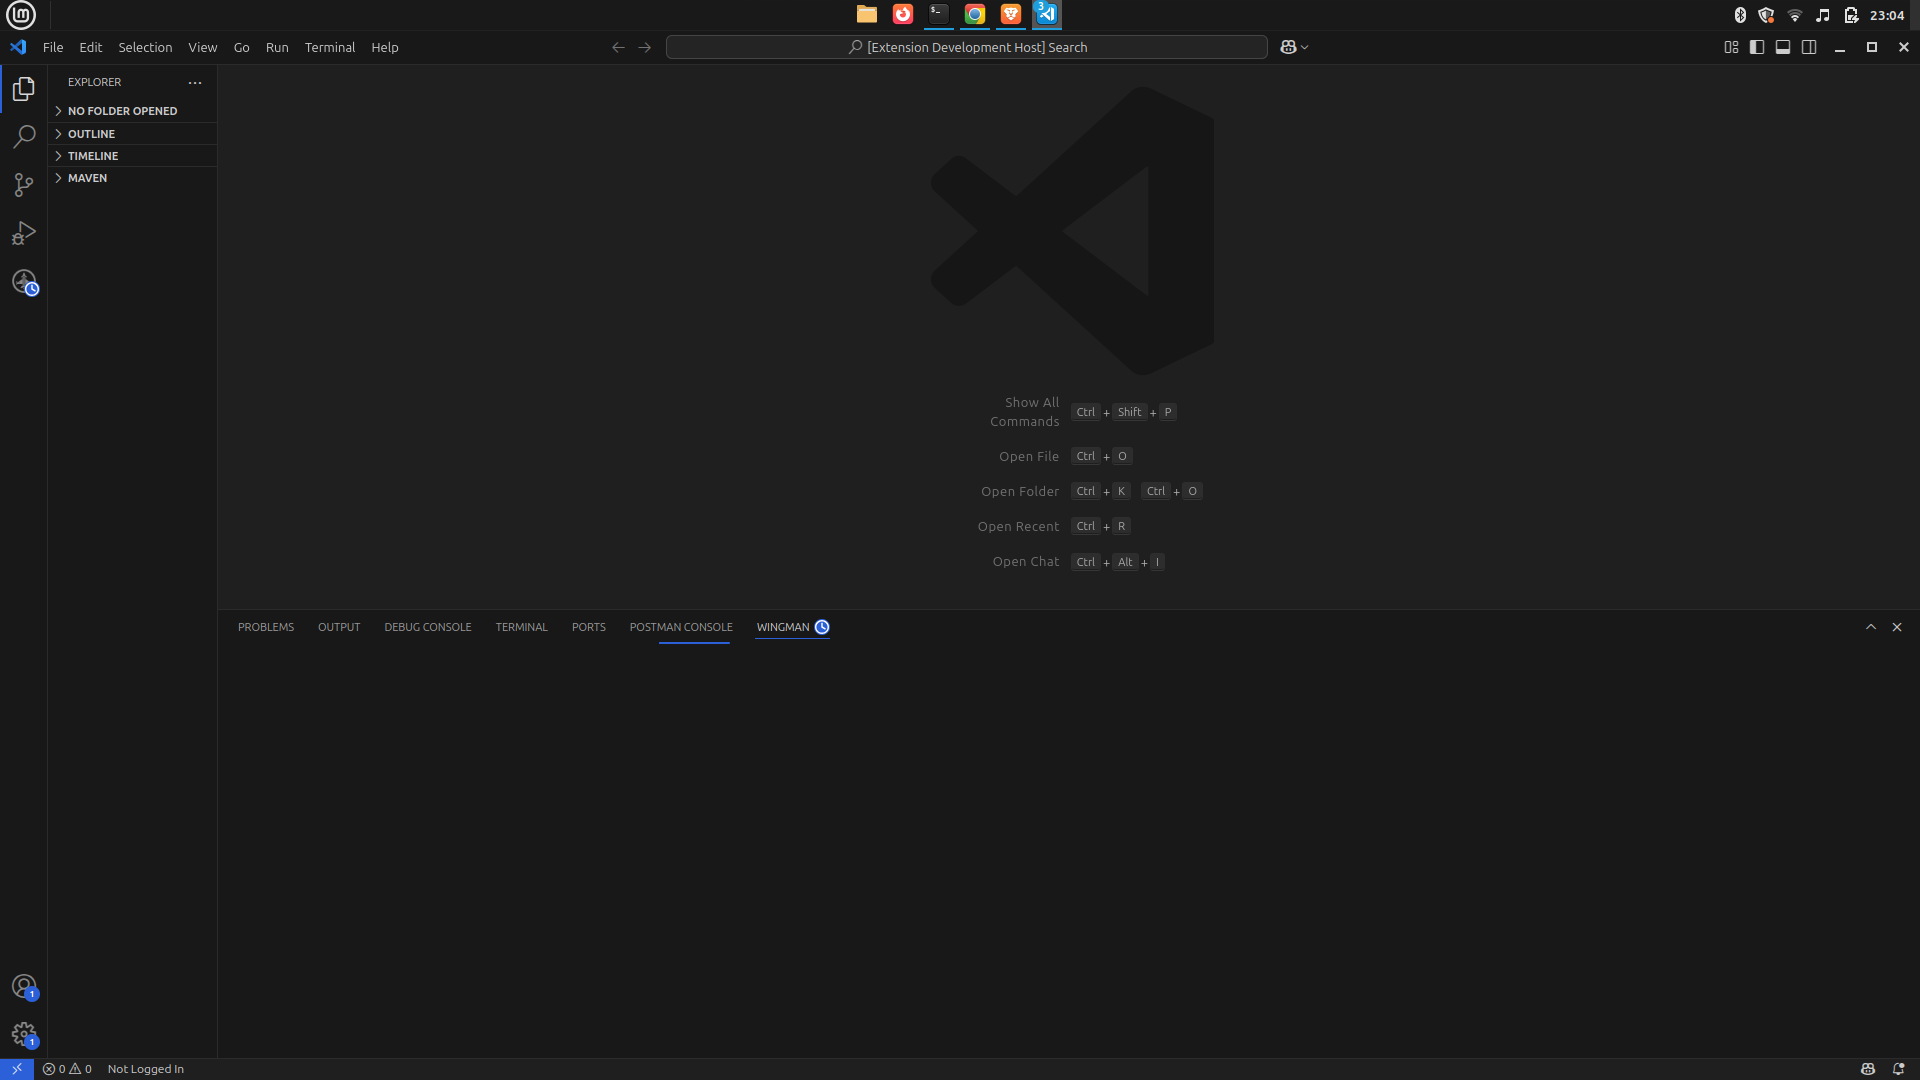 $_
3
23:04
File Edit Selection View Go Run Terminal Help
[Extension Development Host] Search
EXPLORER
NO FOLDER OPENED
OUTLINE
TIMELINE
MAVEN
Show All Commands Ctrl + Shift + P
Open File Ctrl + O
Open Folder Ctrl + K Ctrl + O
Open Recent Ctrl + R
Open Chat Ctrl + Alt + I
PROBLEMS OUTPUT DEBUG CONSOLE TERMINAL PORTS POSTMAN CONSOLE WINGMAN
1
1
0 0 Not Logged In